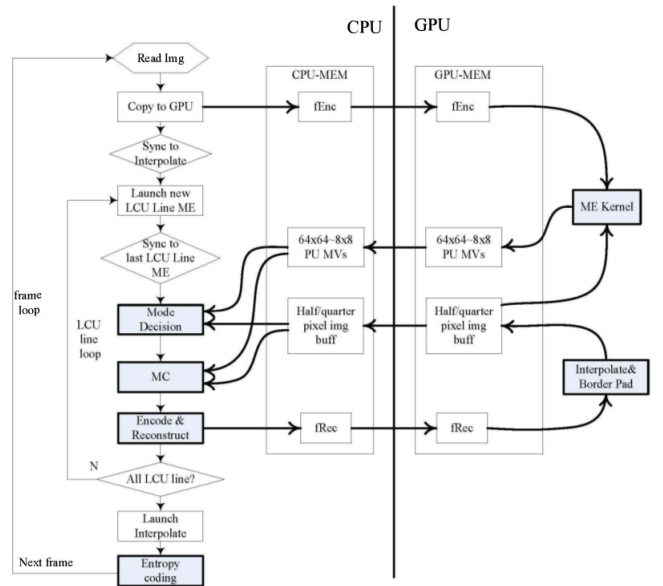 CPU
GPU
Read Img
CPU-MEM
GPU-MEM
Copy to GPU
fEnc
fEnc
Sync to
Interpolate
Launch new
LCU Line ME
ME Kernel
Sync to
last LCU Line
ME
64x64~8x8
PU MVs
64x64~8x8
PU MVs
frame
loop
LCU
line
loop
Mode
Decision
Half/quarter
pixel img
buff
Half/quarter
pixel img
buff
MC
Interpolate&
Border Pad
Encode &
Reconstruct
fRec
fRec
N
All LCU line?
Launch
Interpolate
Next frame
Entropy
coding